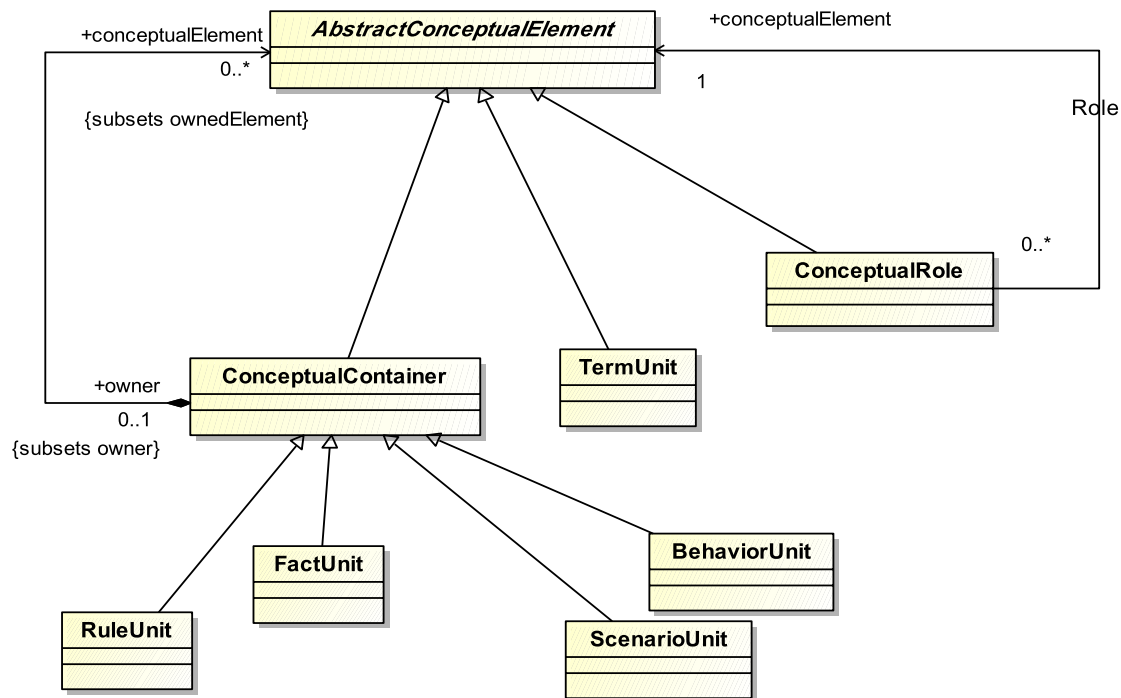 AbstractConceptualElement
+conceptualElement
+conceptualElement
0..*
1
{subsets ownedElement}
Role
0..*
ConceptualRole
TermUnit
ConceptualContainer
+owner
0..1
{subsets owner}
BehaviorUnit
FactUnit
RuleUnit
ScenarioUnit